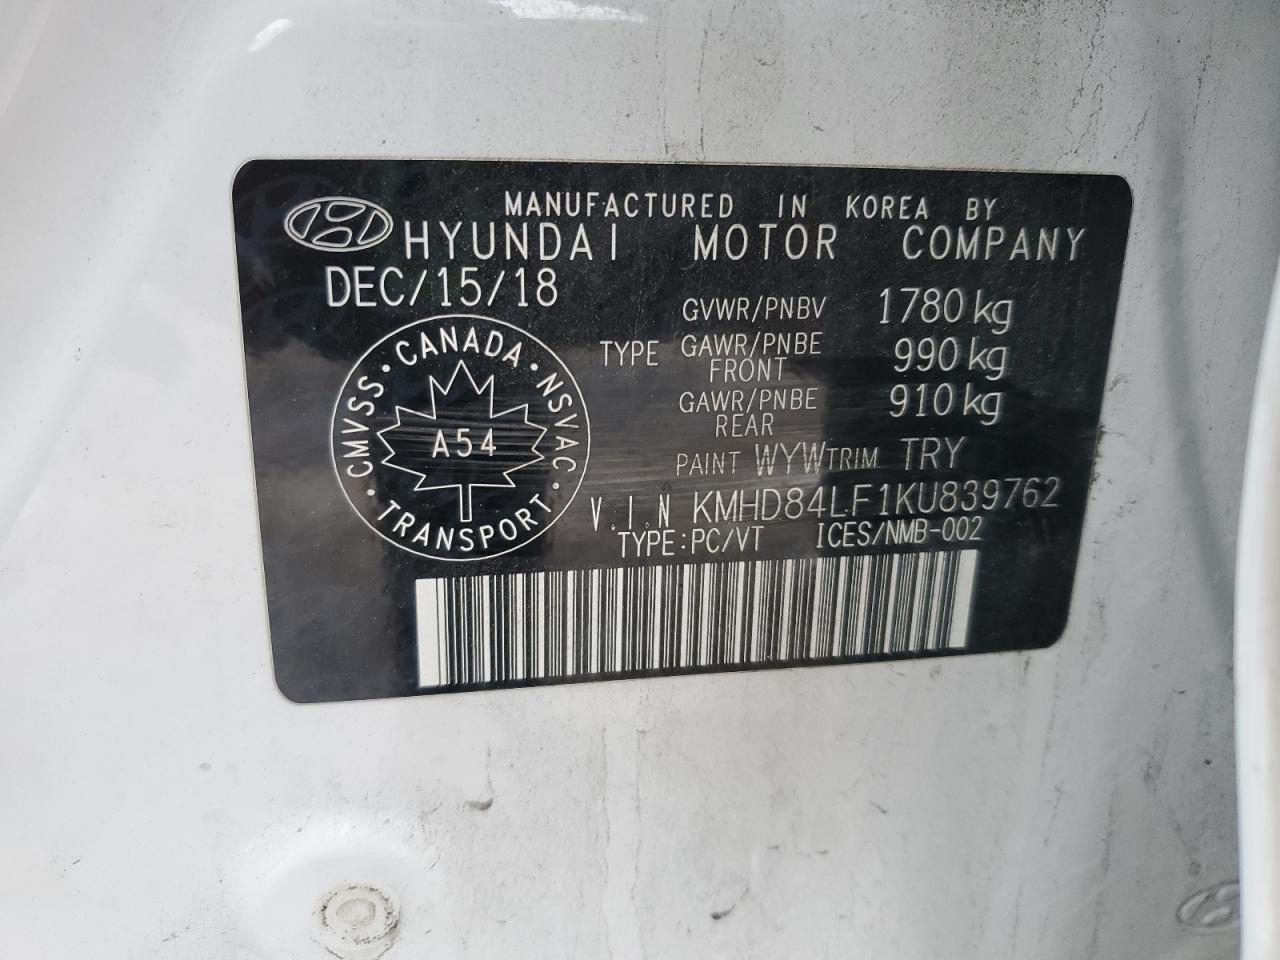 MANUFACTURED IN KOREA BY
HYUNDAI MOTOR COMPANY
DEC/15/18
GVWR/PNBV 1780 kg
TYPE GAWR/PNBE FRONT 990 kg
GAWR/PNBE REAR 910 kg
PAINT WYW TRIM TRY
V.I.N KMHD84LF1KU839762
TYPE:PC/VT ICES/NMB-002
CMVSS · CANADA · NSVAC · TRANSPORT ·
A54